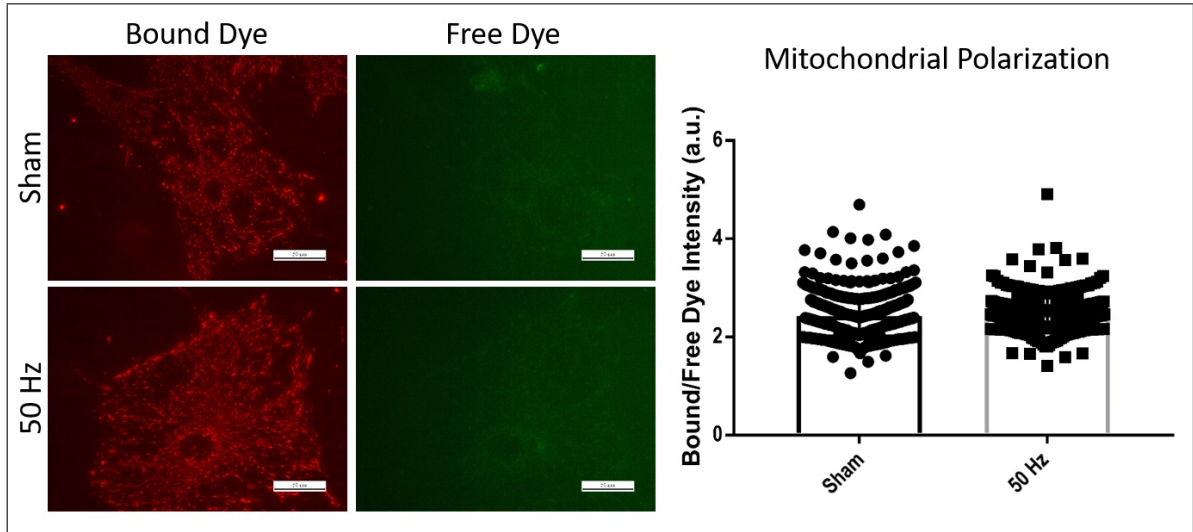 Bound Dye
Free Dye
Sham
50 Hz
Mitochondrial Polarization
Bound/Free Dye Intensity (a.u.)
6
4
2
0
Sham
50 Hz